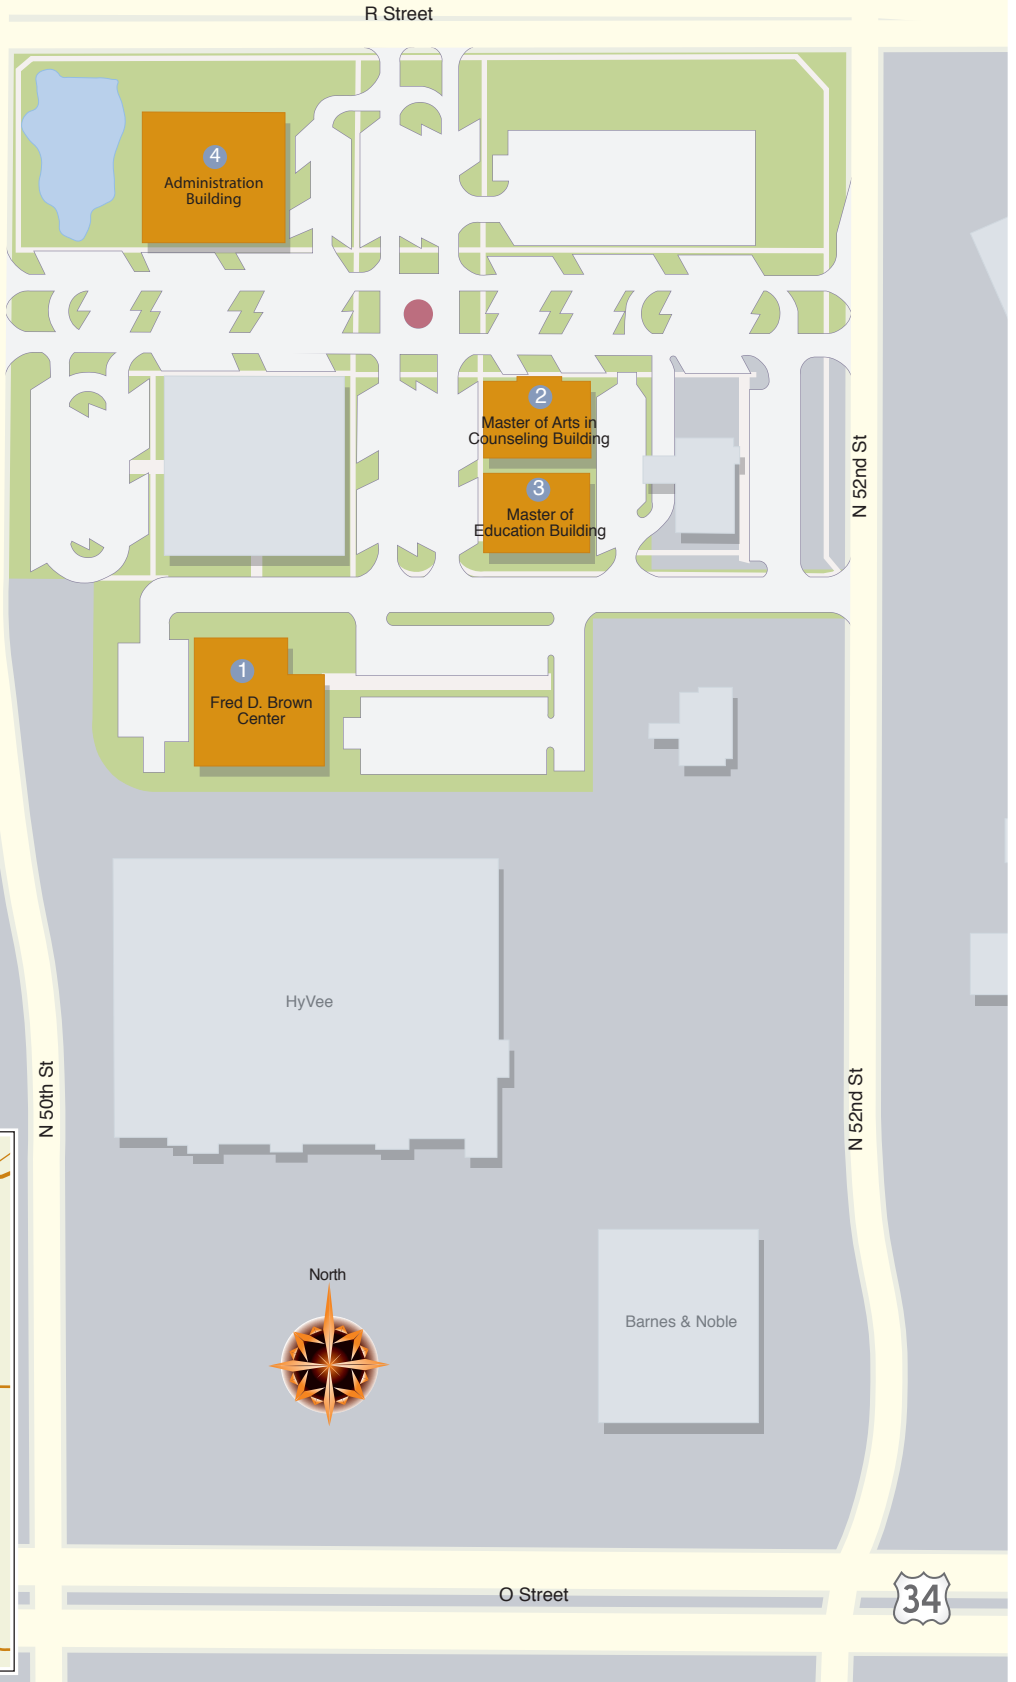 R Street
4
Administration
Building
2
Master of Arts in
Counseling Building
3
Master of
Education Building
N 52nd St
1
Fred D. Brown
Center
HyVee
N 50th St
N 52nd St
North
Barnes & Noble
O Street
34